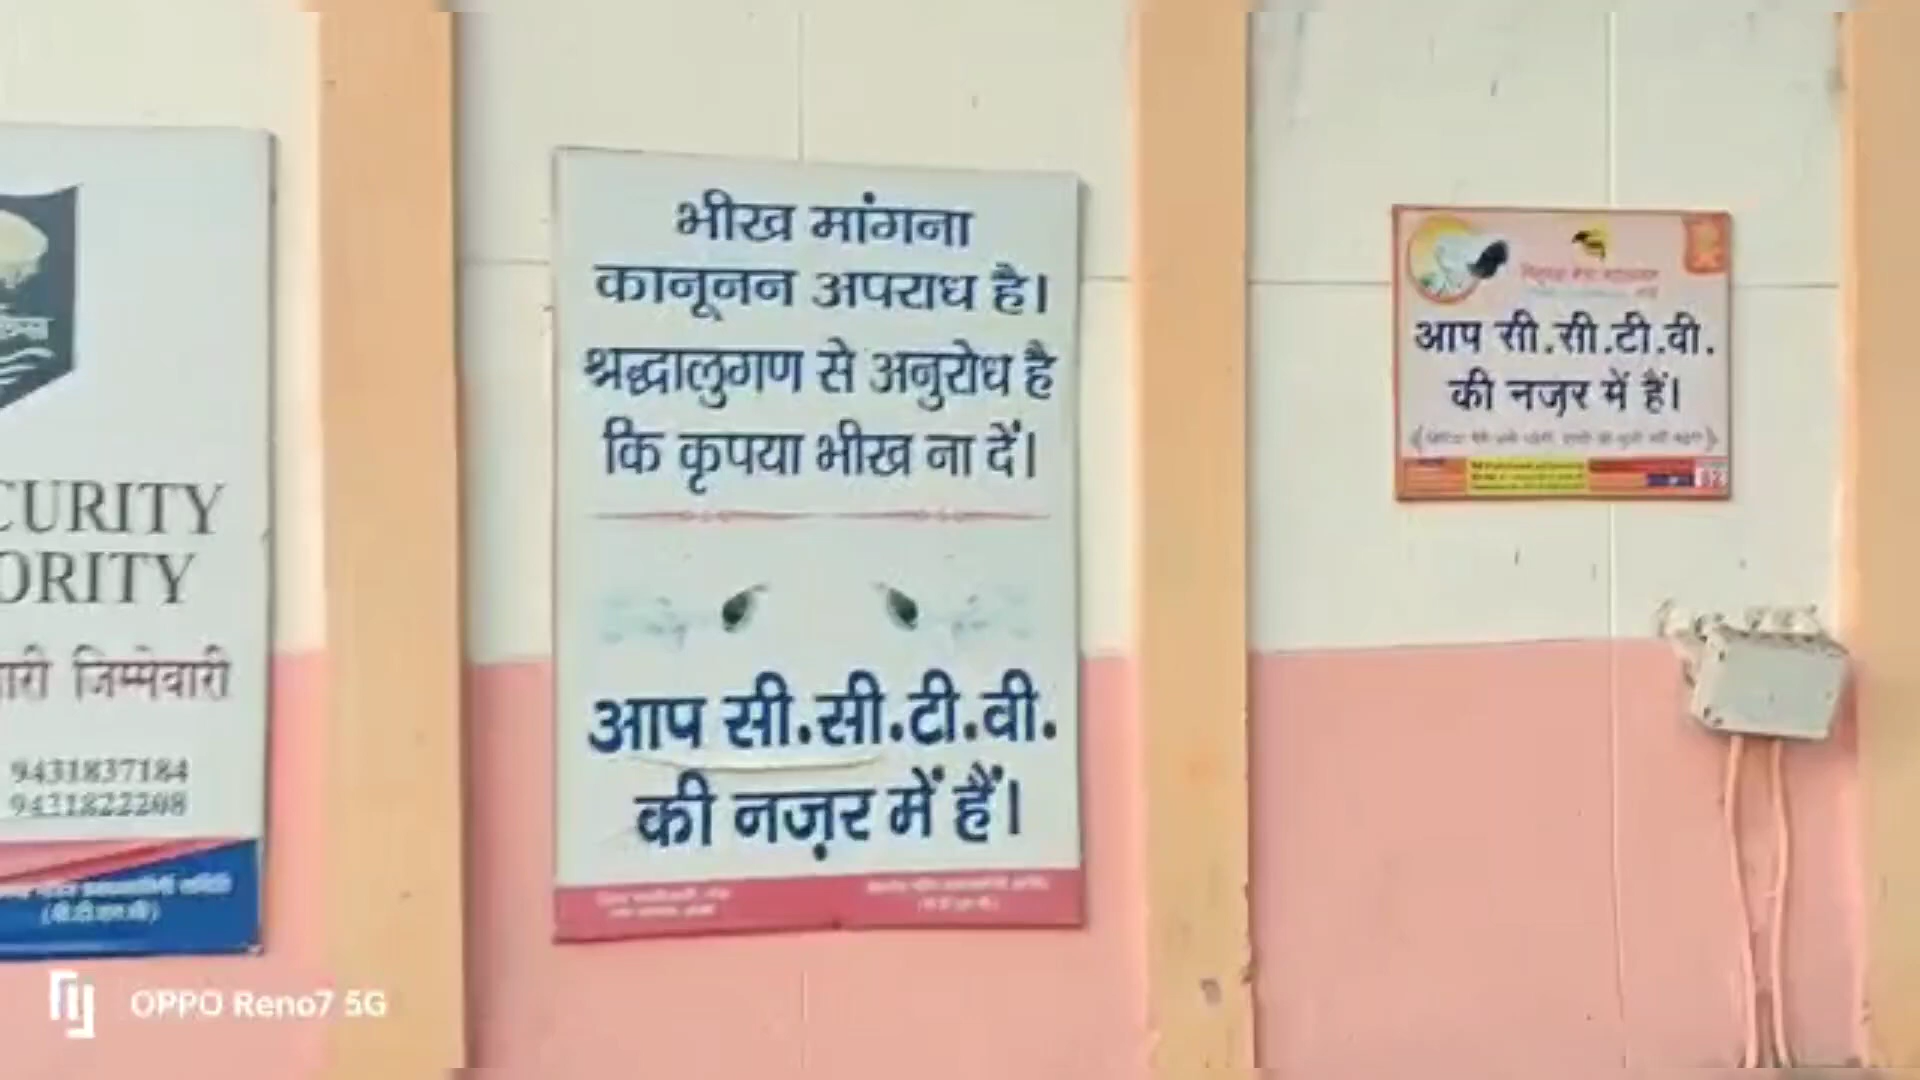 CURITY
ORITY
जिम्मेवारी
9431837184
9431822208
भीख मांगना
कानूनन अपराध है।
श्रद्धालुगण से अनुरोध है
कि कृपया भीख ना दें।
आप सी.सी.टी.वी.
की नज़र में हैं।
आप सी.सी.टी.वी.
की नज़र में हैं।
OPPO Reno7 5G